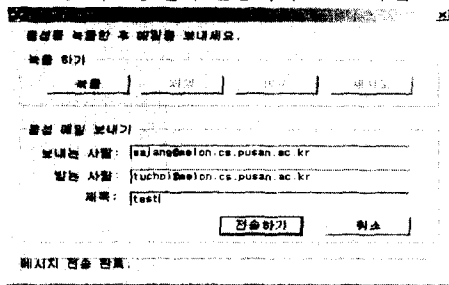 음성을 녹음한 후 메일을 보내세요.
녹음 하기
녹음
음성 메일 보내기
보내는 사람: sajang@melon.cs.pusan.ac.kr
받는 사람: tuchol@melon.cs.pusan.ac.kr
제목: test
전송하기 취소
메시지 전송 완료.